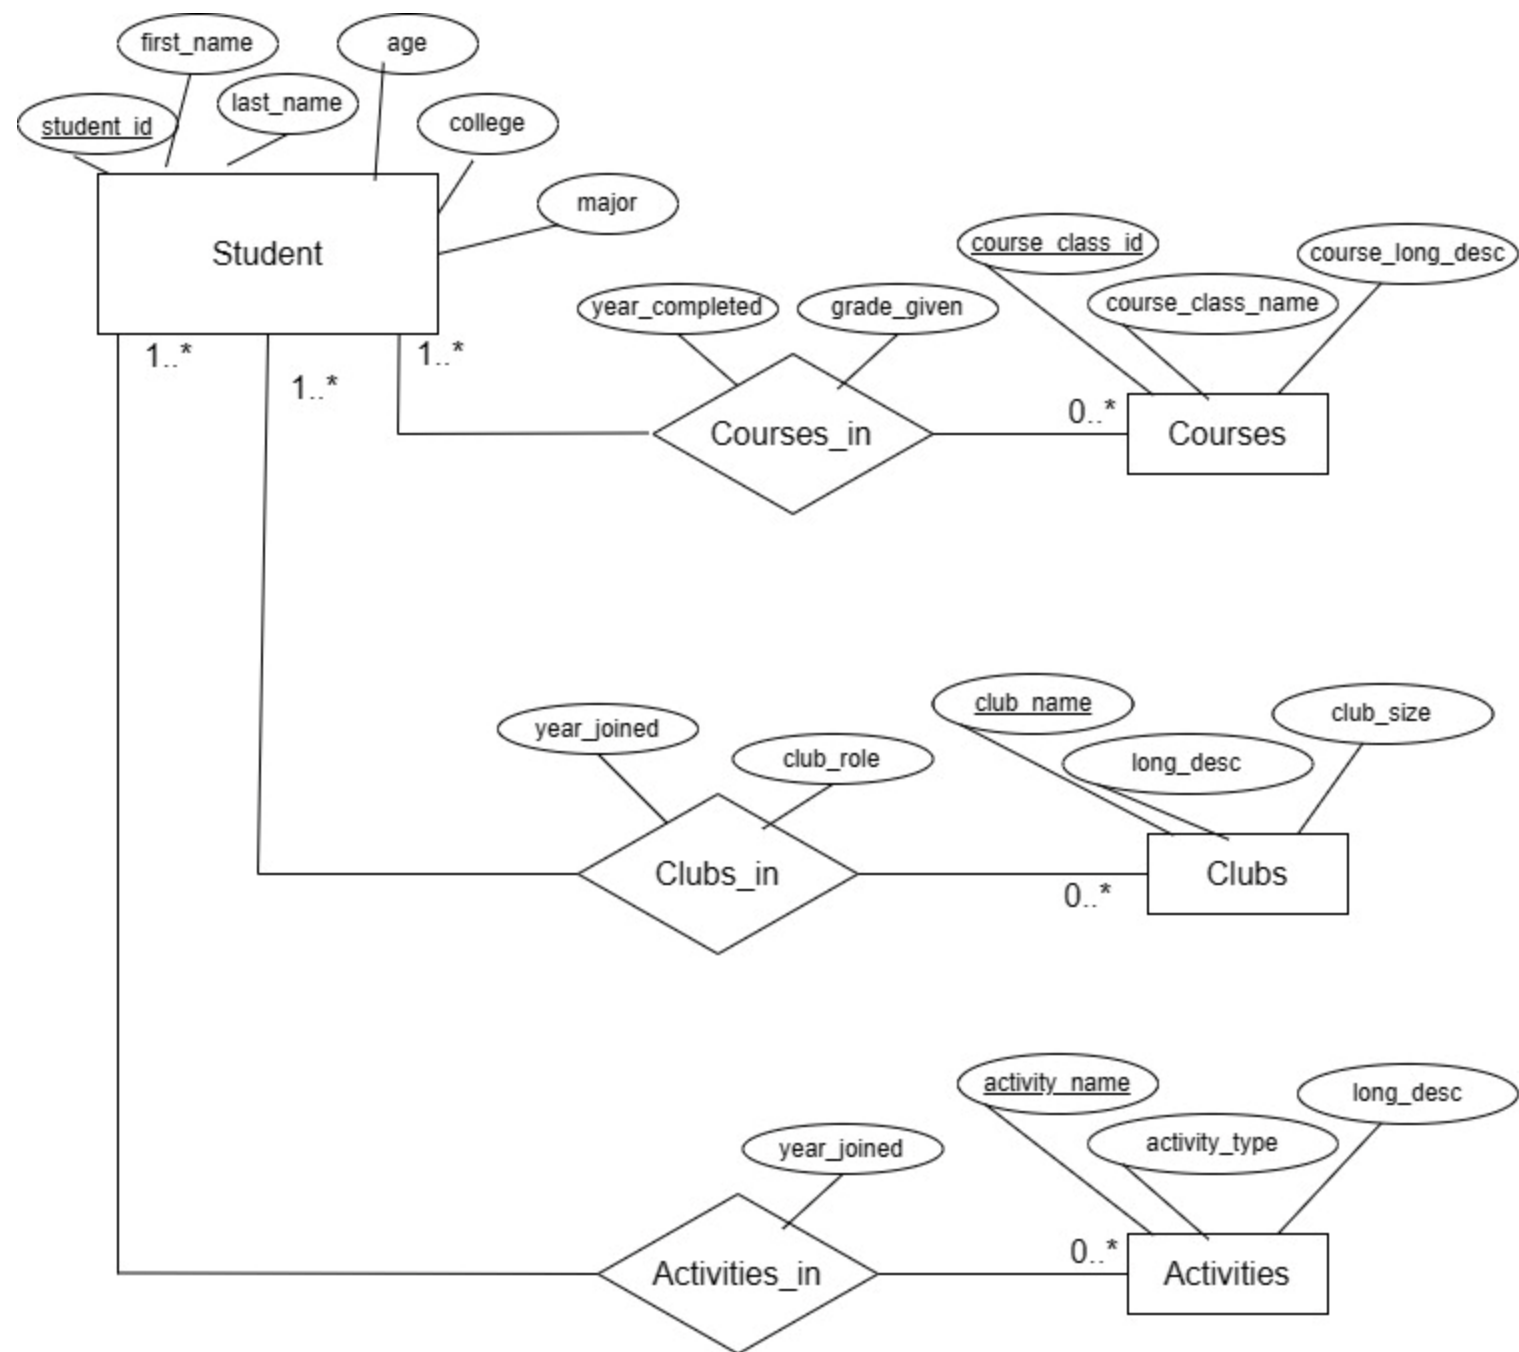 first_name
age
last_name
student_id
college
major
Student
course_class_id
course_long_desc
year_completed
grade_given
course_class_name
1..*
1..*
1..*
0..*
Courses_in
Courses
club_name
club_size
year_joined
club_role
long_desc
Clubs_in
Clubs
0..*
activity_name
long_desc
year_joined
activity_type
0..*
Activities_in
Activities